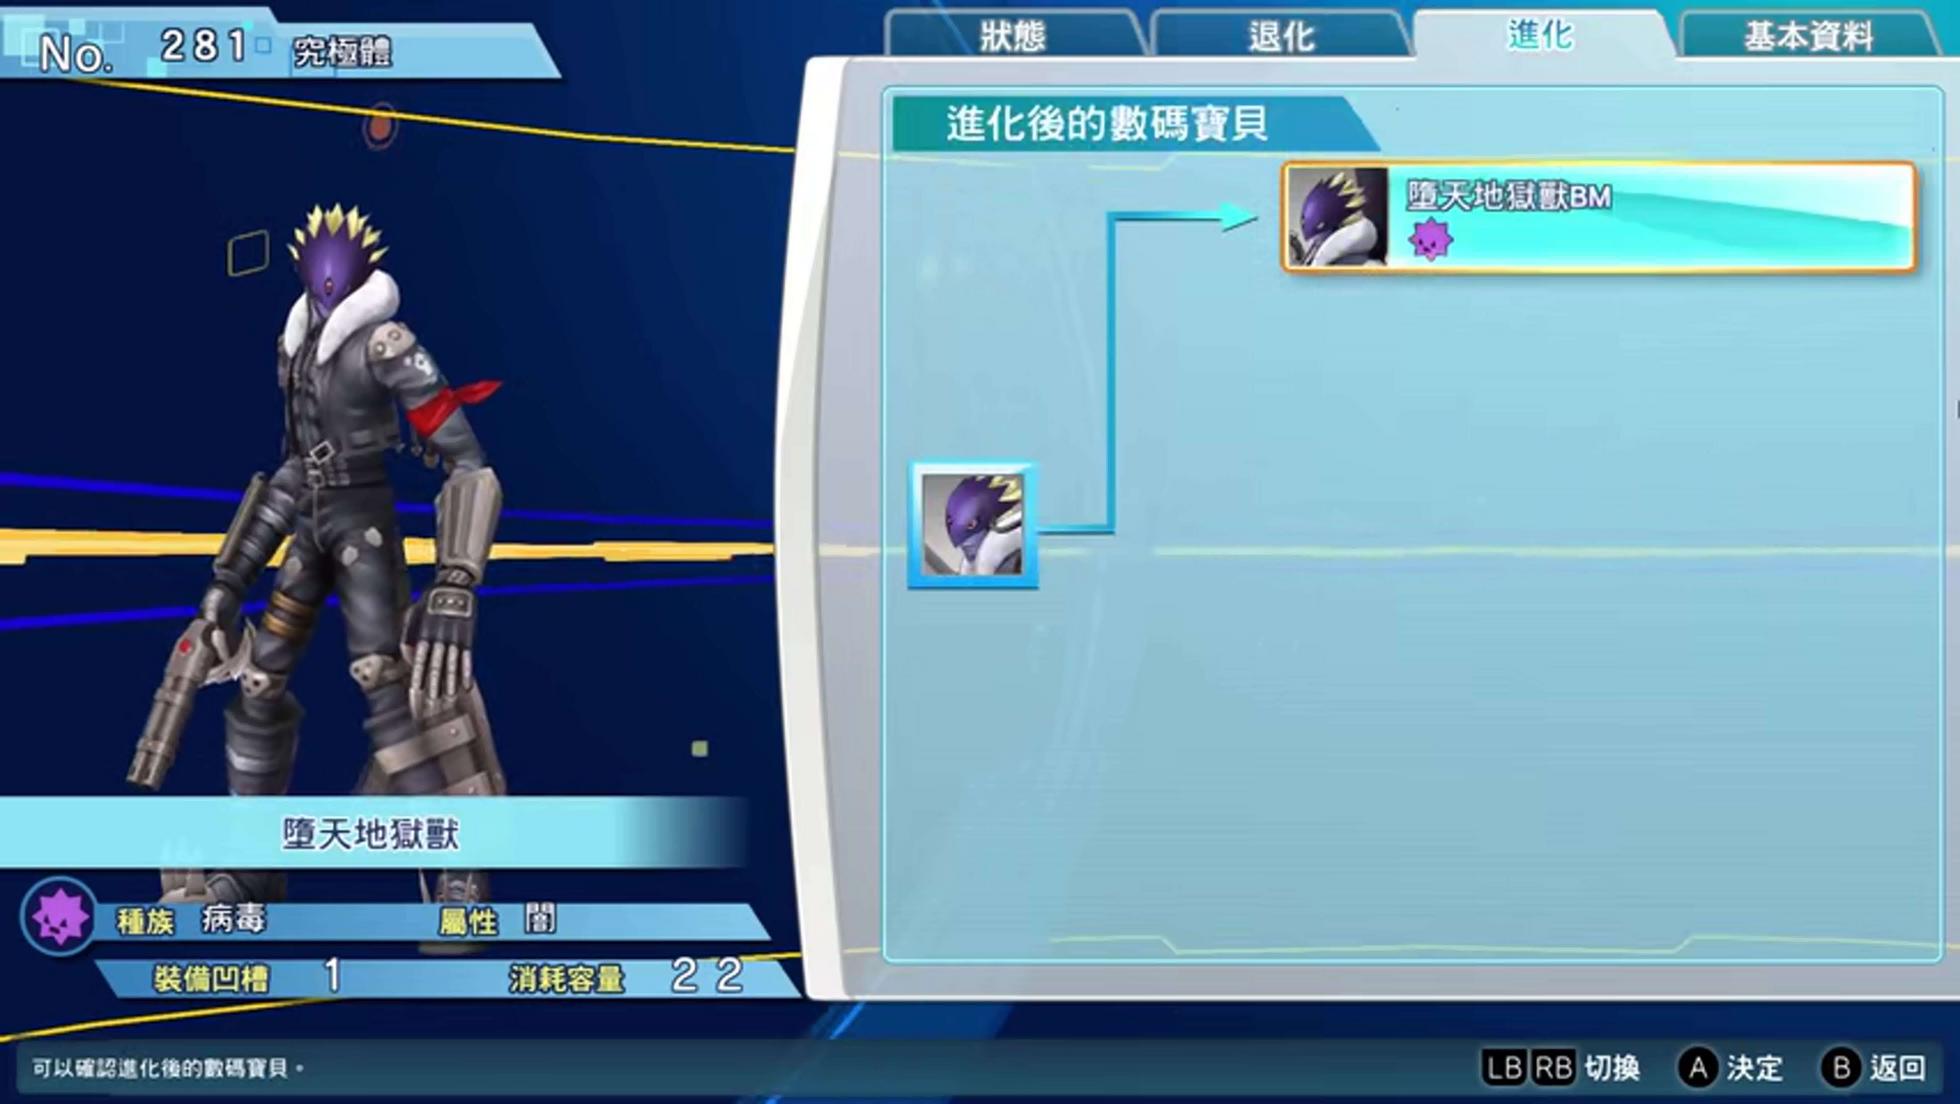 No. 281 究極體
狀態 退化 進化 基本資料
進化後的數碼寶貝
墮天地獄獸BM
墮天地獄獸
種族 病毒 屬性 闇
裝備凹槽 1 消耗容量 22
可以確認進化後的數碼寶貝。
LB RB 切換 A 決定 B 返回